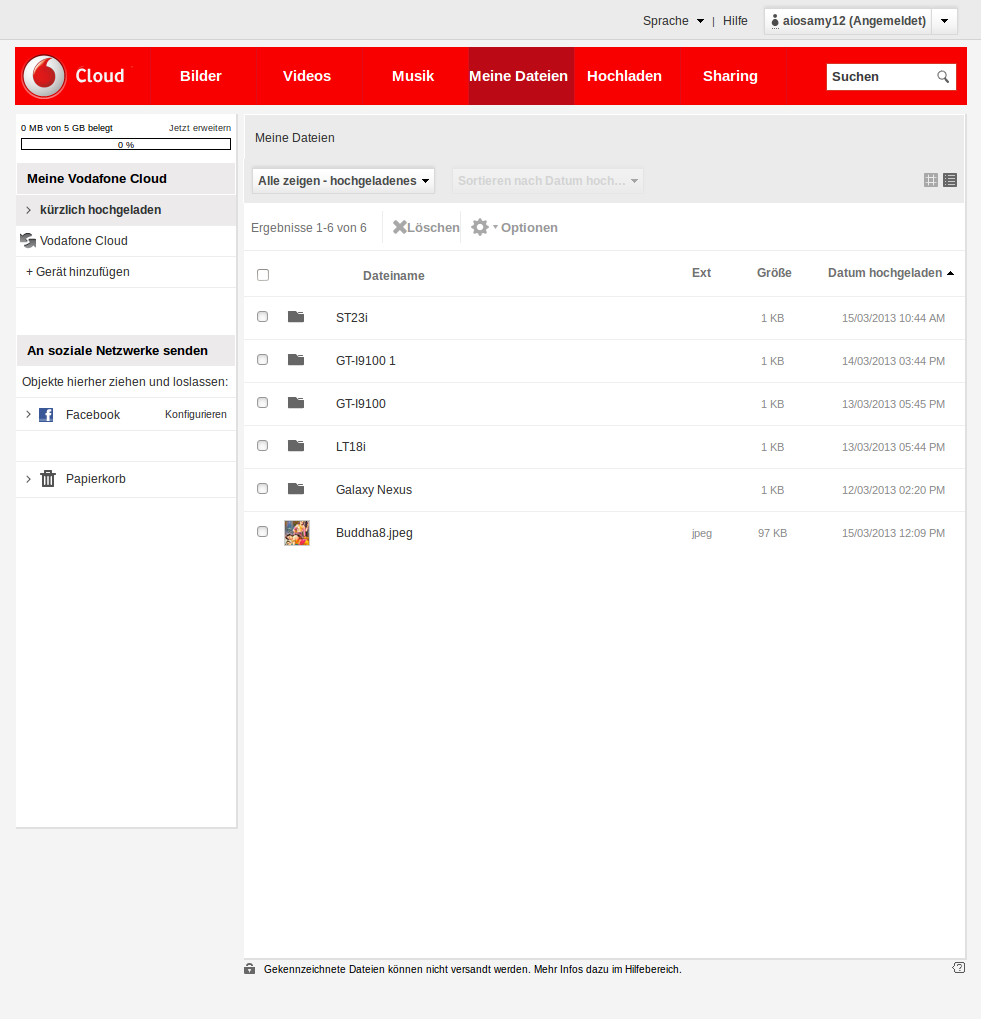 Sprache | Hilfe aiosamy12 (Angemeldet)
Cloud Bilder Videos Musik Meine Dateien Hochladen Sharing Suchen
0 MB von 5 GB belegt Jetzt erweitern
0 %
Meine Vodafone Cloud
kürzlich hochgeladen
Vodafone Cloud
+ Gerät hinzufügen
An soziale Netzwerke senden
Objekte hierher ziehen und loslassen:
Facebook Konfigurieren
Papierkorb
Meine Dateien
Alle zeigen - hochgeladenes Sortieren nach Datum hoch...
Ergebnisse 1-6 von 6 Löschen Optionen
Dateiname Ext Größe Datum hochgeladen
ST23i 1 KB 15/03/2013 10:44 AM
GT-I9100 1 1 KB 14/03/2013 03:44 PM
GT-I9100 1 KB 13/03/2013 05:45 PM
LT18i 1 KB 13/03/2013 05:44 PM
Galaxy Nexus 1 KB 12/03/2013 02:20 PM
Buddha8.jpeg jpeg 97 KB 15/03/2013 12:09 PM
Gekennzeichnete Dateien können nicht versandt werden. Mehr Infos dazu im Hilfebereich.